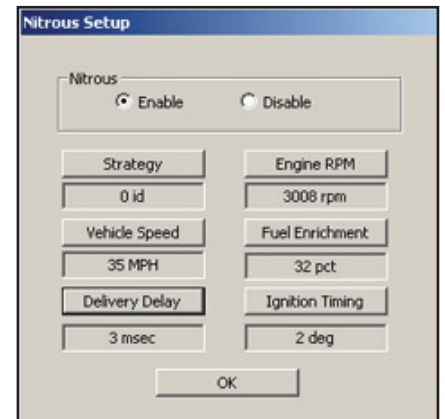 Nitrous Setup
Nitrous
Enable Disable
Strategy Engine RPM
0 id 3008 rpm
Vehicle Speed Fuel Enrichment
35 MPH 32 pct
Delivery Delay Ignition Timing
3 msec 2 deg
OK